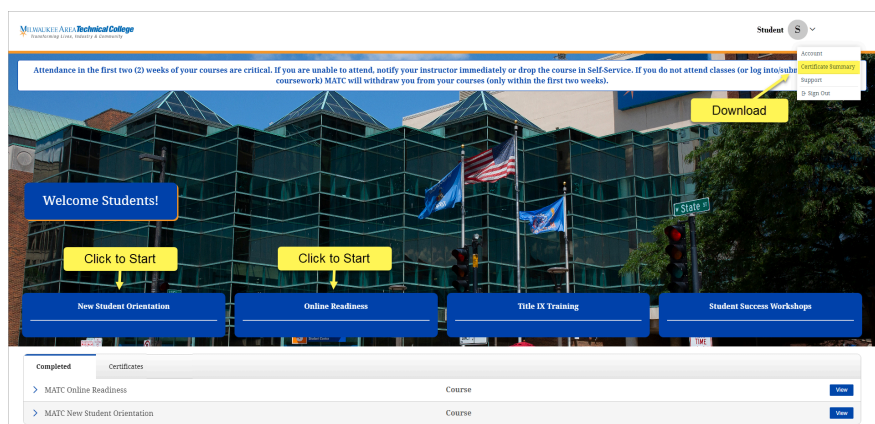 MILWAUKEE AREA Technical College
Transforming Lives, Industry & Community
Student S
Account
Certificate Summary
Support
Sign Out
Attendance in the first two (2) weeks of your courses are critical. If you are unable to attend, notify your instructor immediately or drop the course in Self-Service. If you do not attend classes (or log into/sub
coursework) MATC will withdraw you from your courses (only within the first two weeks).
Download
Welcome Students!
W State ST
Click to Start
Click to Start
New Student Orientation
Online Readiness
Title IX Training
Student Success Workshops
TIME
Completed
Certificates
MATC Online Readiness
Course
View
MATC New Student Orientation
Course
View